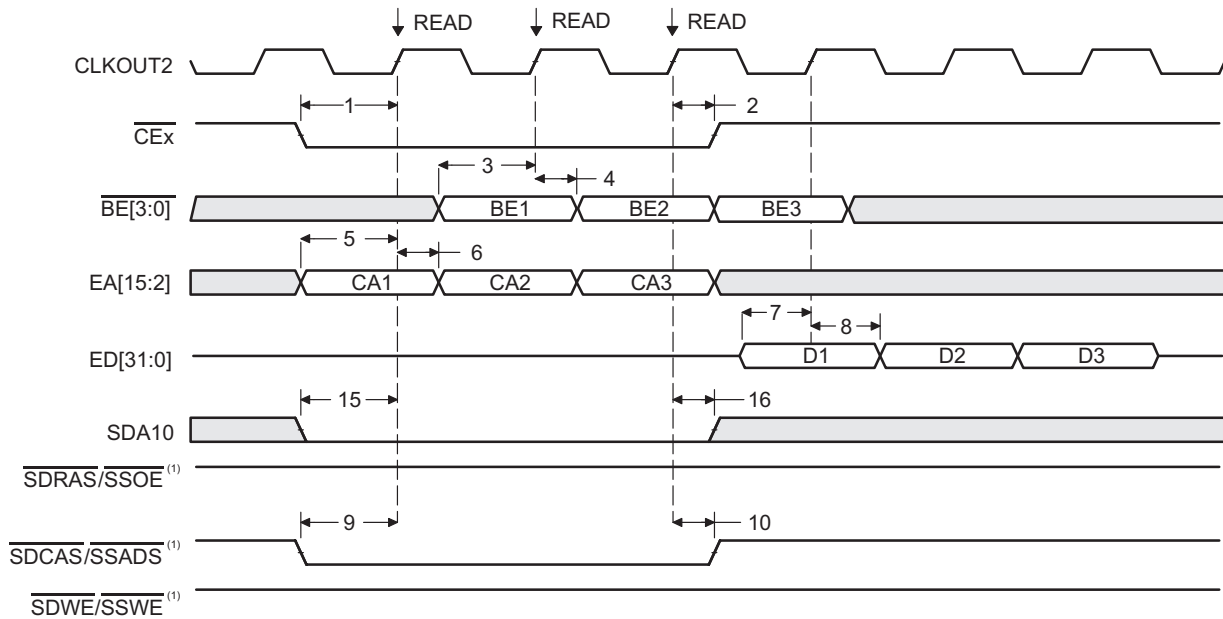 READ READ READ
CLKOUT2
1 2
CEx
3 4
BE[3:0] BE1 BE2 BE3
5 6
EA[15:2] CA1 CA2 CA3
7 8
ED[31:0] D1 D2 D3
15 16
SDA10
SDRAS/SSOE (1)
9 10
SDCAS/SSADS (1)
SDWE/SSWE (1)